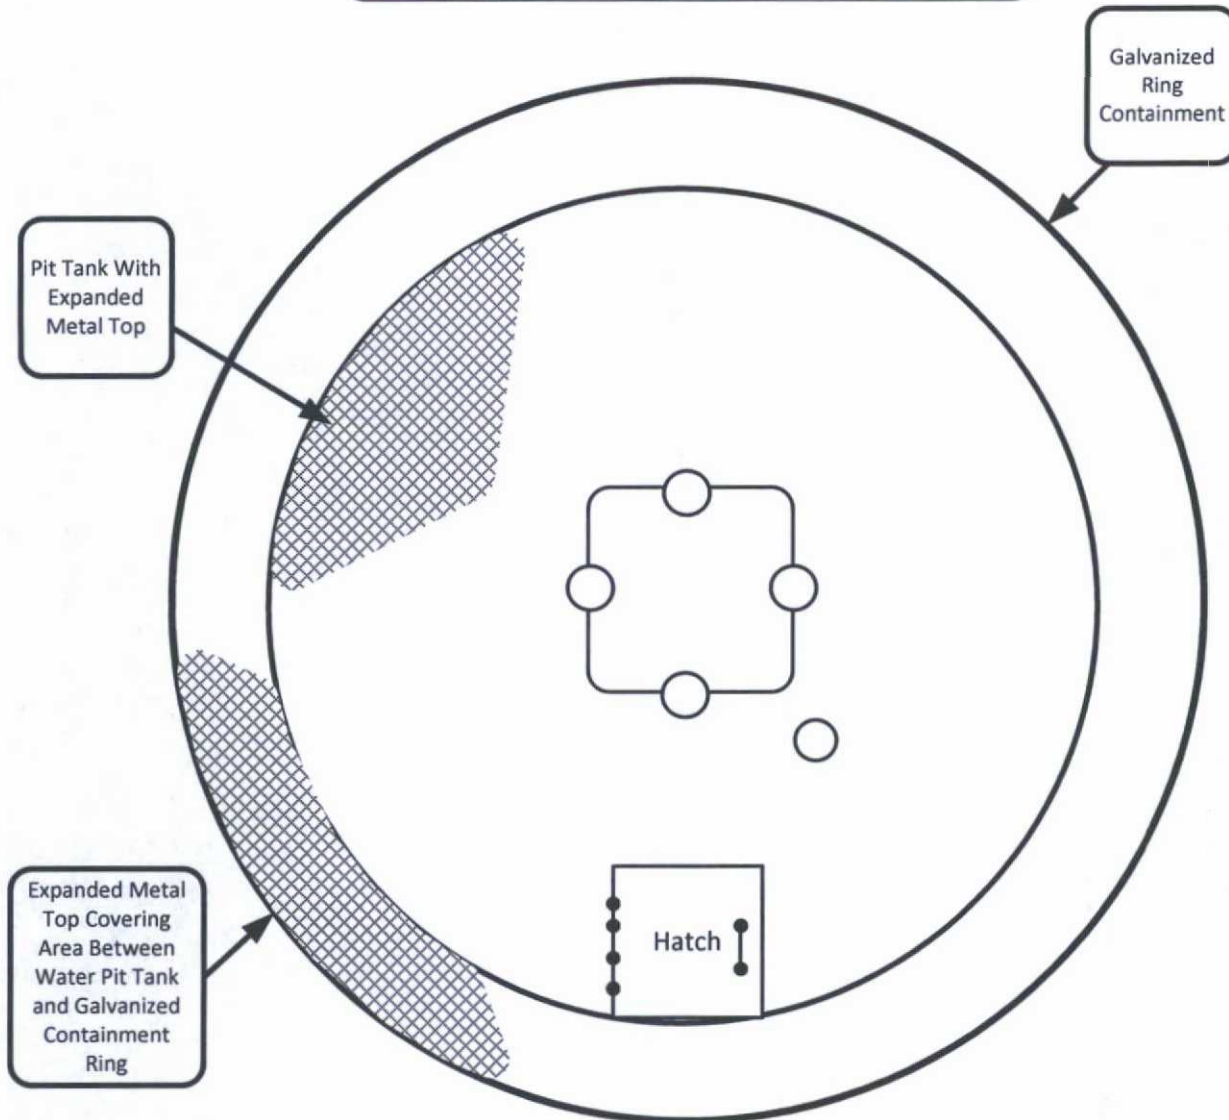 Galvanized
Ring
Containment
Pit Tank With
Expanded
Metal Top
Expanded Metal
Top Covering
Area Between
Water Pit Tank
and Galvanized
Containment
Ring
Hatch